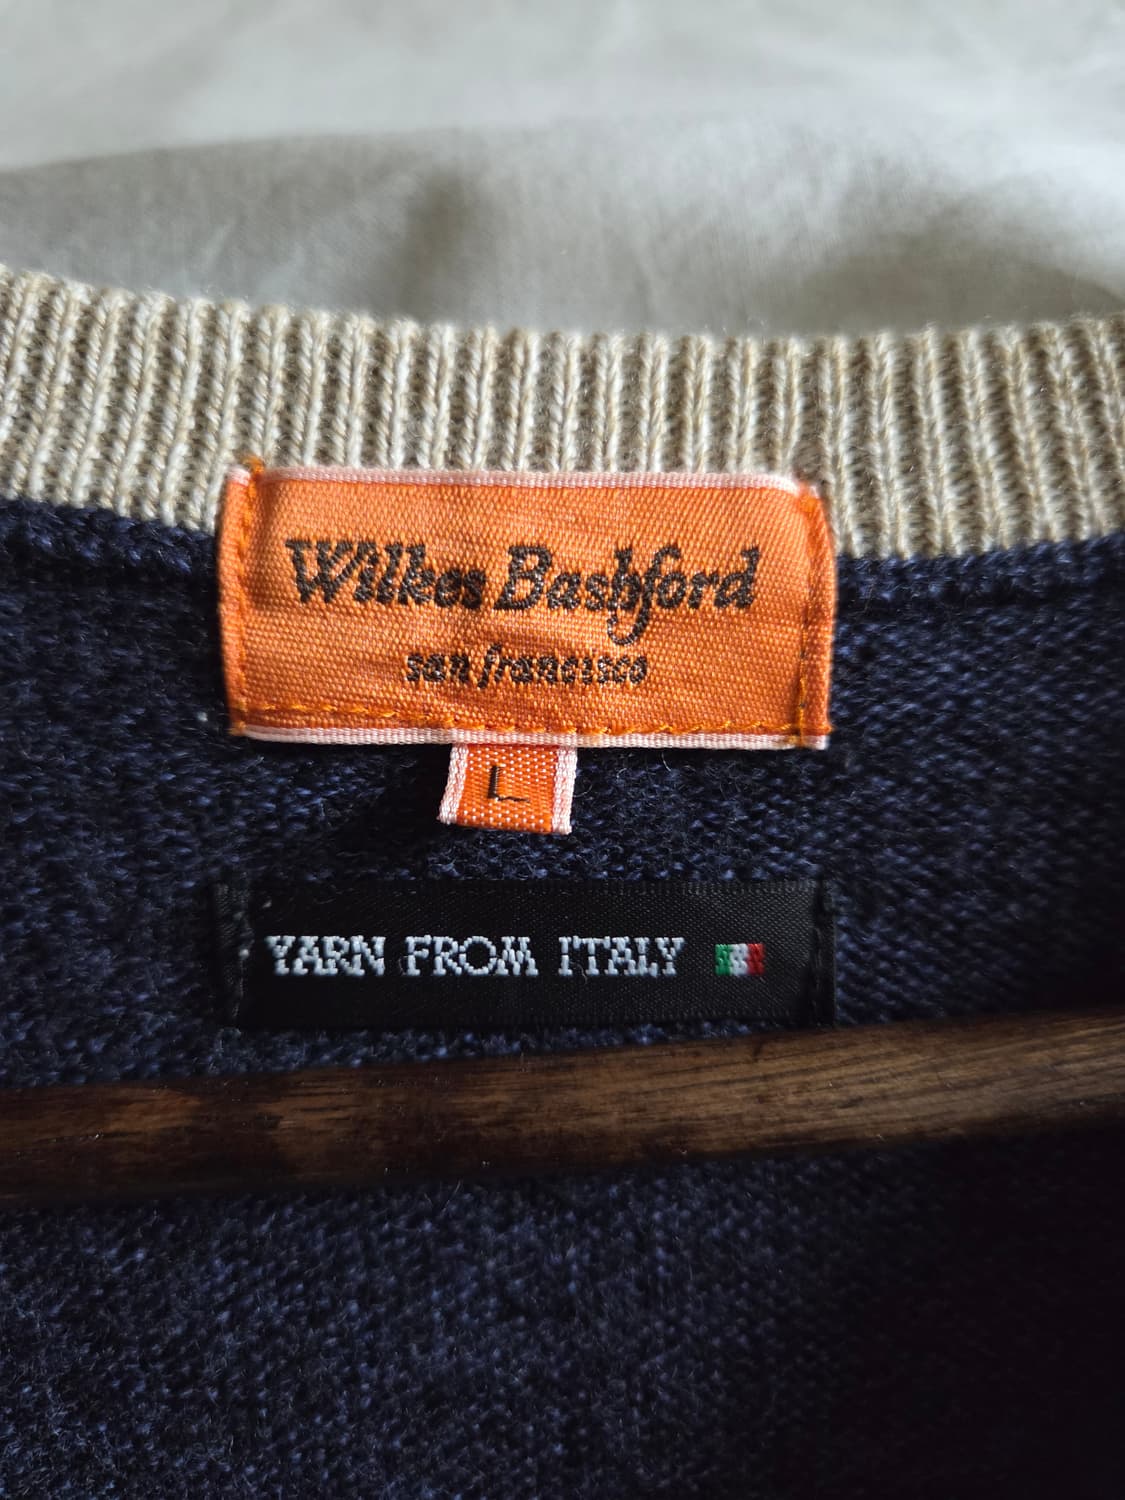 Wilkes Bashford
san francisco
L
YARN FROM ITALY